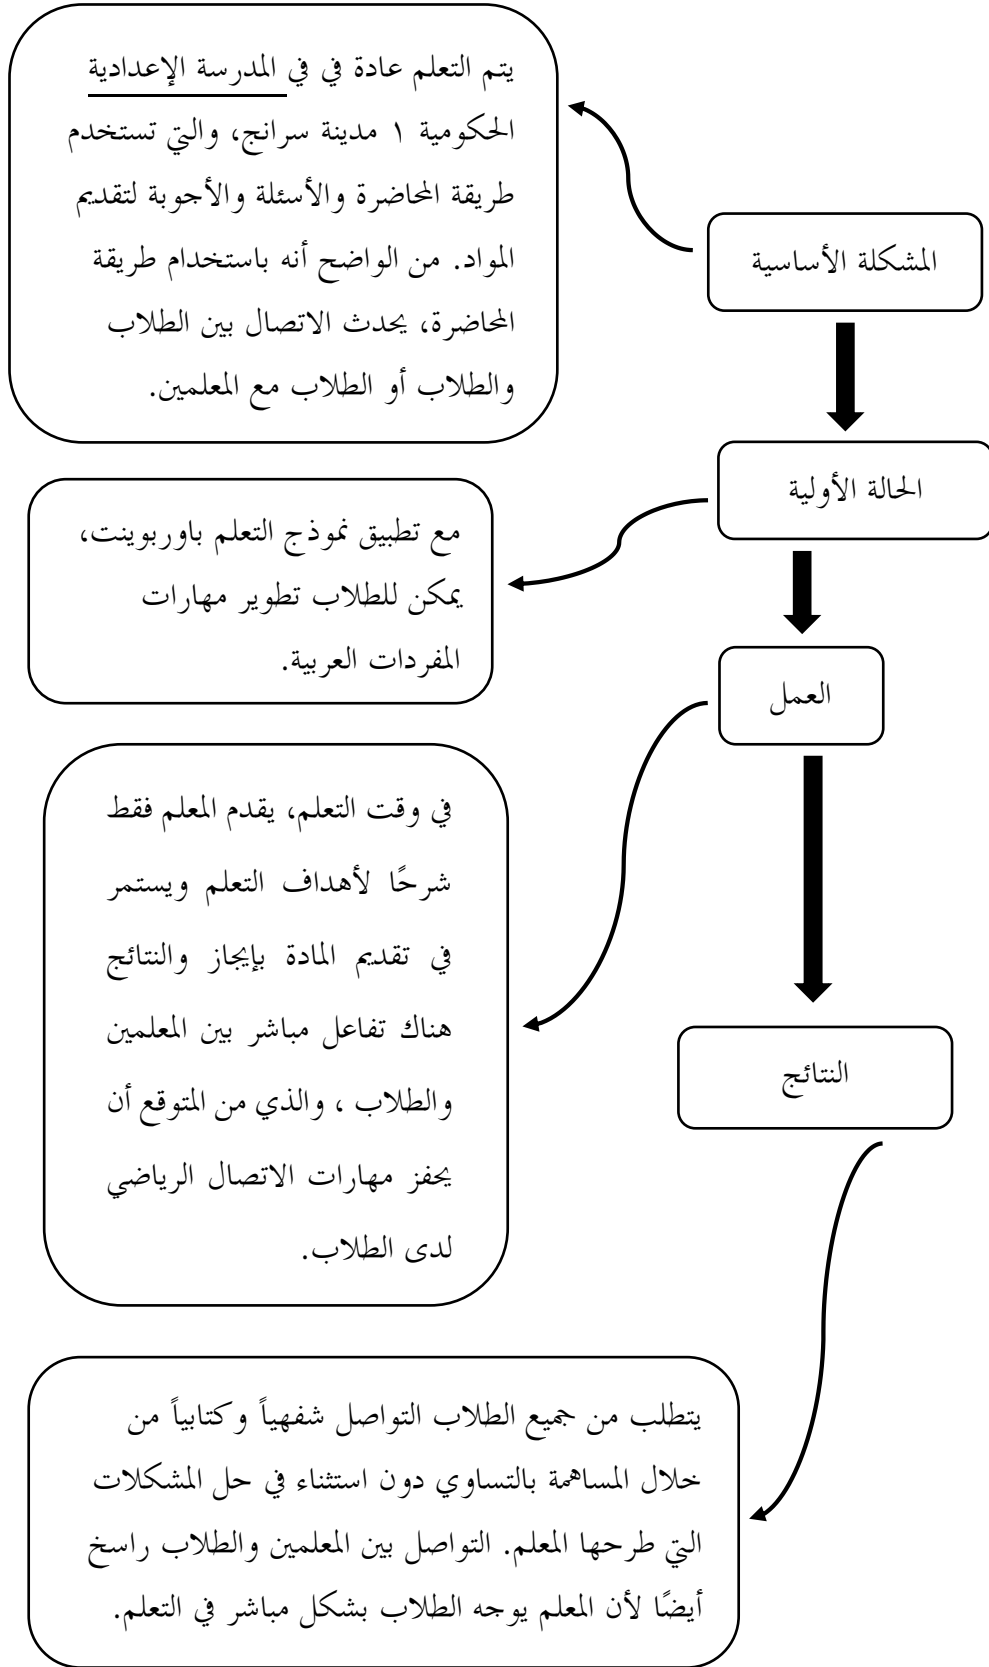 يتم التعلم عادة في في المدرسة الإعدادية
الحكومية ١ مدينة سرانج، والتي تستخدم
طريقة المحاضرة والأسئلة والأجوبة لتقديم
المواد. من الواضح أنه باستخدام طريقة
المحاضرة، يحدث الاتصال بين الطلاب
والطلاب أو الطلاب مع المعلمين.
المشكلة الأساسية
الحالة الأولية
مع تطبيق نموذج التعلم باوربوينت،
يمكن للطلاب تطوير مهارات
المفردات العربية.
العمل
في وقت التعلم، يقدم المعلم فقط
شرحًا لأهداف التعلم ويستمر
في تقديم المادة بإيجاز والنتائج
هناك تفاعل مباشر بين المعلمين
والطلاب ، والذي من المتوقع أن
يحفز مهارات الاتصال الرياضي
لدى الطلاب.
النتائج
يتطلب من جميع الطلاب التواصل شفهياً وكتابياً من
خلال المساهمة بالتساوي دون استثناء في حل المشكلات
التي طرحها المعلم. التواصل بين المعلمين والطلاب راسخ
أيضًا لأن المعلم يوجه الطلاب بشكل مباشر في التعلم.